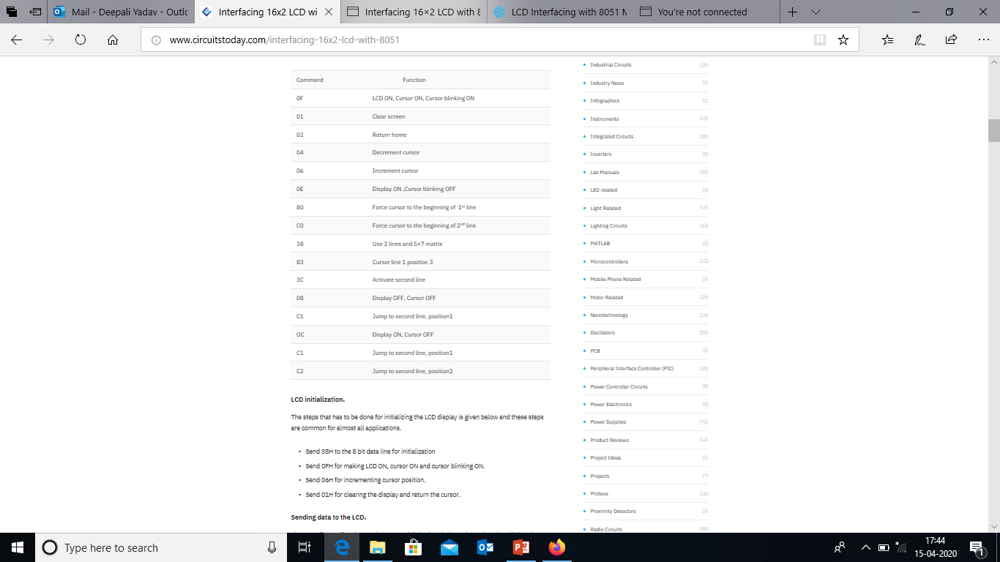 Mail - Deepali Yadav - Outlo
Interfacing 16x2 LCD wi
Interfacing 16×2 LCD with 8
LCD Interfacing with 8051 M
You're not connected
www.circuitstoday.com/interfacing-16x2-lcd-with-8051
Command Function
0F LCD ON, Cursor ON, Cursor blinking ON
01 Clear screen
02 Return home
04 Decrement cursor
06 Increment cursor
0E Display ON ,Cursor blinking OFF
80 Force cursor to the beginning of 1st line
C0 Force cursor to the beginning of 2nd line
38 Use 2 lines and 5×7 matrix
83 Cursor line 1 position 3
3C Activate second line
08 Display OFF, Cursor OFF
C1 Jump to second line, position1
OC Display ON, Cursor OFF
C1 Jump to second line, position1
C2 Jump to second line, position2
LCD initialization.
The steps that has to be done for initializing the LCD display is given below and these steps
are common for almost all applications.
• Send 38H to the 8 bit data line for initialization
• Send 0FH for making LCD ON, cursor ON and cursor blinking ON.
• Send 06H for incrementing cursor position.
• Send 01H for clearing the display and return the cursor.
Sending data to the LCD.
Industrial Circuits (15)
Industry News (1)
Infographics (1)
Instruments (13)
Integrated Circuits (20)
Inverters (5)
Lab Manuals (20)
LED related (3)
Light Related (14)
Lighting Circuits (44)
MATLAB (3)
Microcontrollers (12)
Mobile Phone Related (3)
Motor Related (14)
Nanotechnology (14)
Oscillators (25)
PCB (2)
Peripheral Interface Controller (PIC) (29)
Power Controller Circuits (8)
Power Electronics (3)
Power Supplies (72)
Product Reviews (12)
Project Ideas (1)
Projects (7)
Proteus (16)
Proximity Detectors (3)
Radio Circuits (30)
Type here to search
17:44
15-04-2020
1